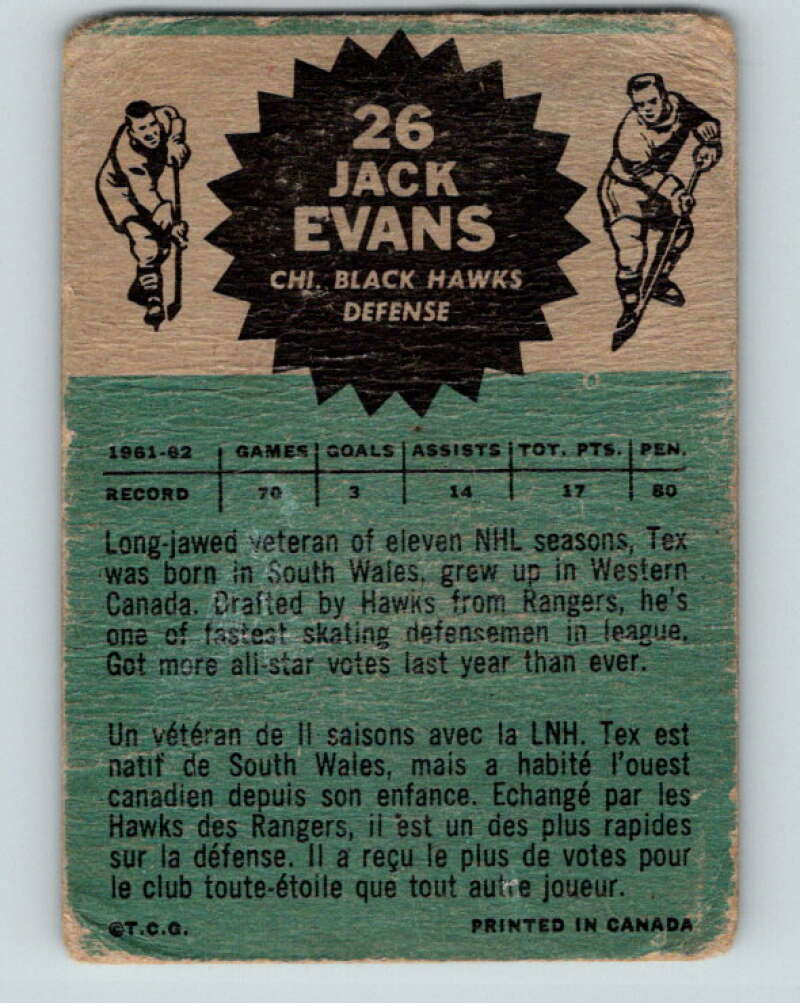 26
JACK
EVANS
CHI. BLACK HAWKS
DEFENSE
1961-62 GAMES GOALS ASSISTS TOT. PTS. PEN.
RECORD 70 3 14 17 80
Long-jawed veteran of eleven NHL seasons, Tex
was born in South Wales, grew up in Western
Canada. Drafted by Hawks from Rangers, he's
one of fastest skating defensemen in league.
Got more all-star votes last year than ever.
Un vétéran de 11 saisons avec la LNH. Tex est
natif de South Wales, mais a habité l'ouest
canadien depuis son enfance. Echangé par les
Hawks des Rangers, il est un des plus rapides
sur la défense. Il a reçu le plus de votes pour
le club toute-étoile que tout autre joueur.
©T.C.G. PRINTED IN CANADA